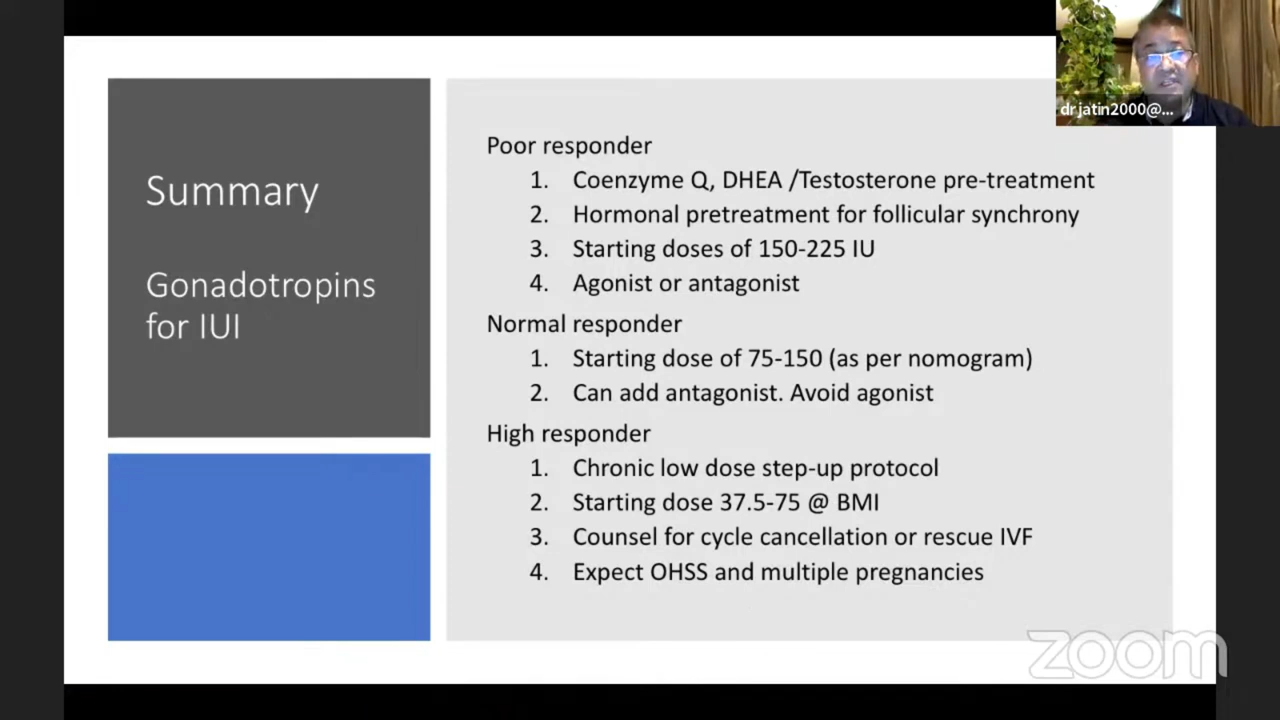 Summary
Gonadotropins
for IUI
Poor responder
1. Coenzyme Q, DHEA /Testosterone pre-treatment
2. Hormonal pretreatment for follicular synchrony
3. Starting doses of 150-225 IU
4. Agonist or antagonist
Normal responder
1. Starting dose of 75-150 (as per nomogram)
2. Can add antagonist. Avoid agonist
High responder
1. Chronic low dose step-up protocol
2. Starting dose 37.5-75 @ BMI
3. Counsel for cycle cancellation or rescue IVF
4. Expect OHSS and multiple pregnancies
drjatin2000@...
zoom